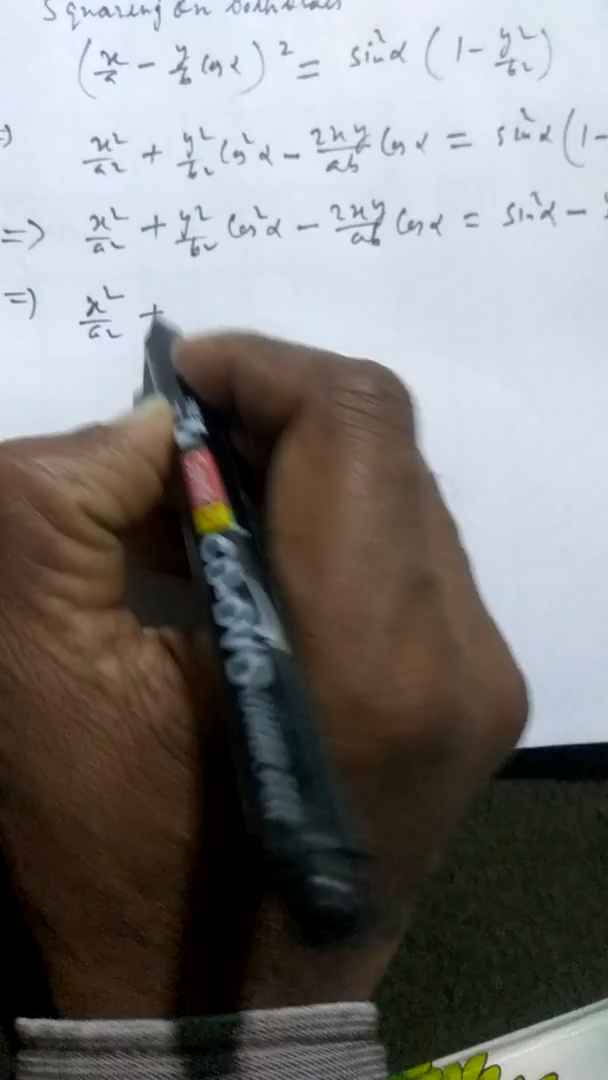 Squaring on both sides
(x/a - y/b cos α)² = sin²α (1 - y²/b²)
=) x²/a² + y²/b² cos²α - 2xy/ab cos α = sin²α (1-
=) x²/a² + y²/b² cos²α - 2xy/ab cos α = sin²α -
=) x²/a² +